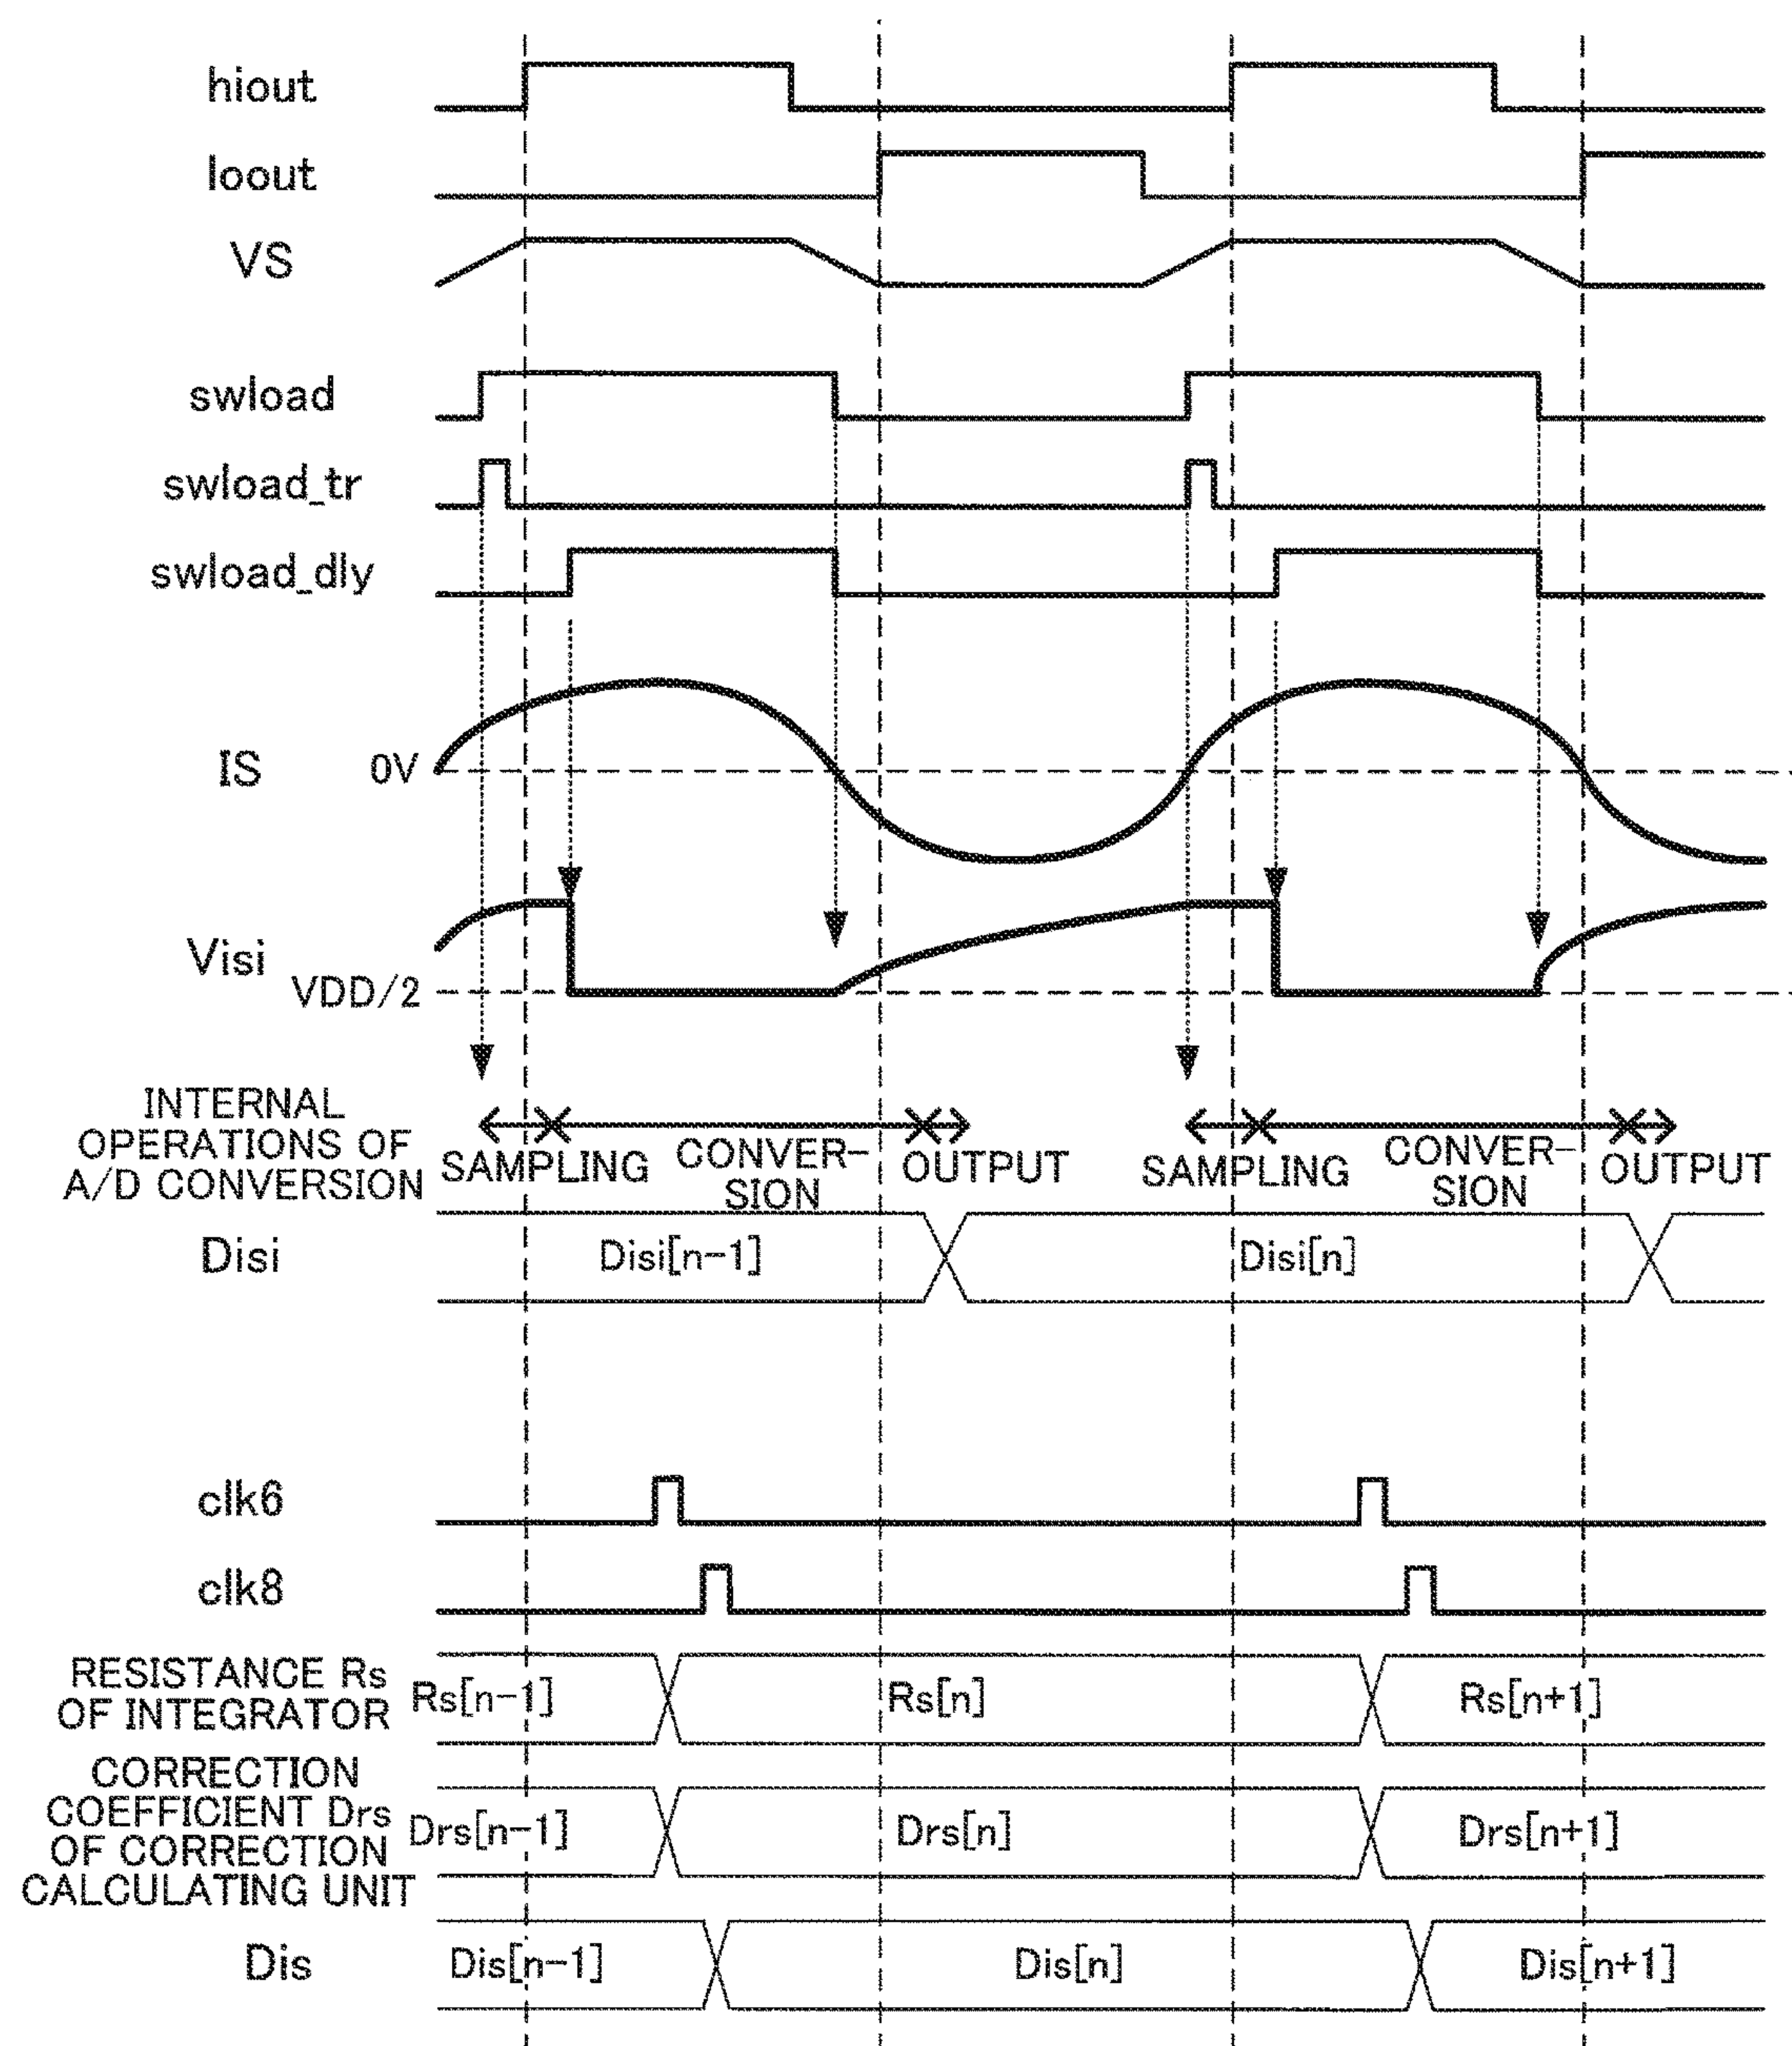 hiout
loout
VS
swload
swload_tr
swload_dly
IS 0V
Visi
VDD/2
INTERNAL
OPERATIONS OF
A/D CONVERSION
SAMPLING
CONVER-
SION
OUTPUT
SAMPLING
CONVER-
SION
OUTPUT
Disi Disi[n-1] Disi[n]
clk6
clk8
RESISTANCE Rs
OF INTEGRATOR
Rs[n-1] Rs[n] Rs[n+1]
CORRECTION
COEFFICIENT Drs
OF CORRECTION
CALCULATING UNIT
Drs[n-1] Drs[n] Drs[n+1]
Dis Dis[n-1] Dis[n] Dis[n+1]